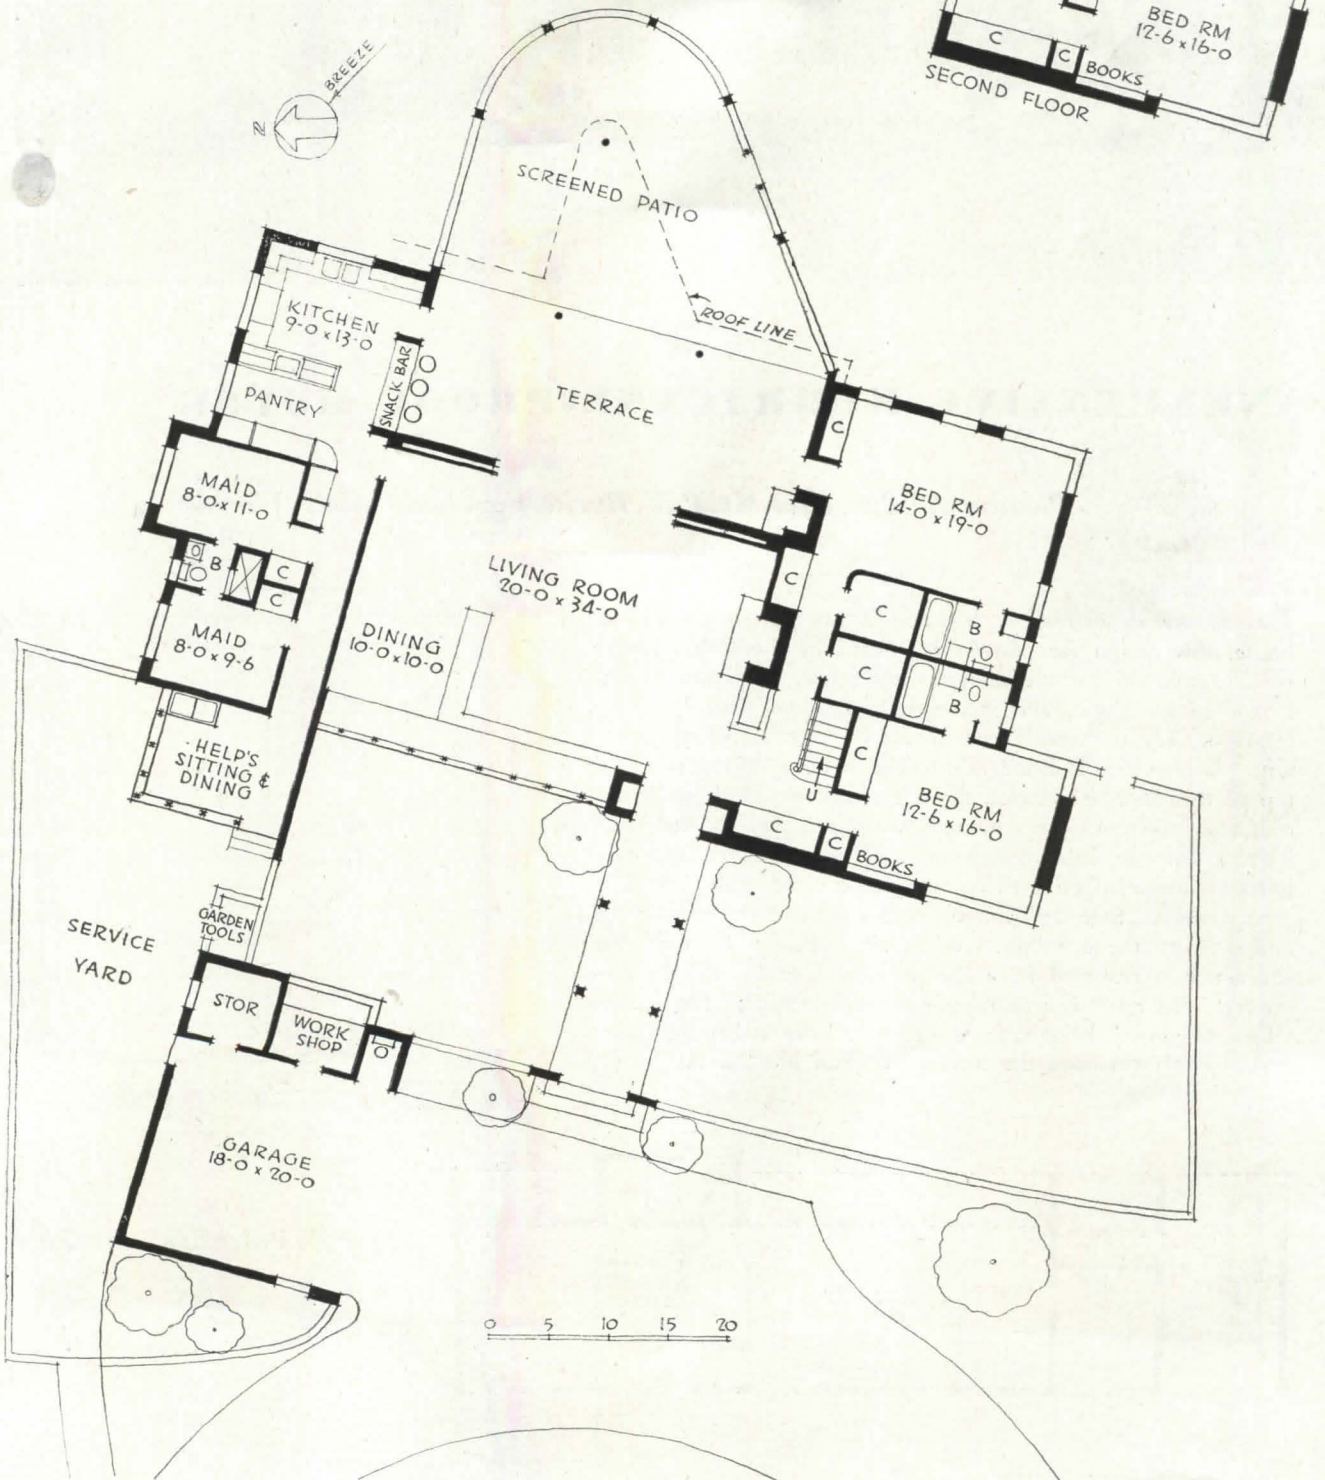 BED RM
12-6 x 16-0
C
C
BOOKS
SECOND FLOOR
BREEZE
N
SCREENED PATIO
ROOF LINE
KITCHEN
9-0 x 13-0
SNACK BAR
PANTRY
TERRACE
C
MAID
8-0 x 11-0
BED RM
14-0 x 19-0
B
C
C
LIVING ROOM
20-0 x 34-0
C
C
B
MAID
8-0 x 9-6
DINING
10-0 x 10-0
C
B
HELP'S
SITTING &
DINING
C
U
BED RM
12-6 x 16-0
C
C
BOOKS
GARDEN
TOOLS
SERVICE
YARD
STOR
WORK
SHOP
GARAGE
18-0 x 20-0
0 5 10 15 20